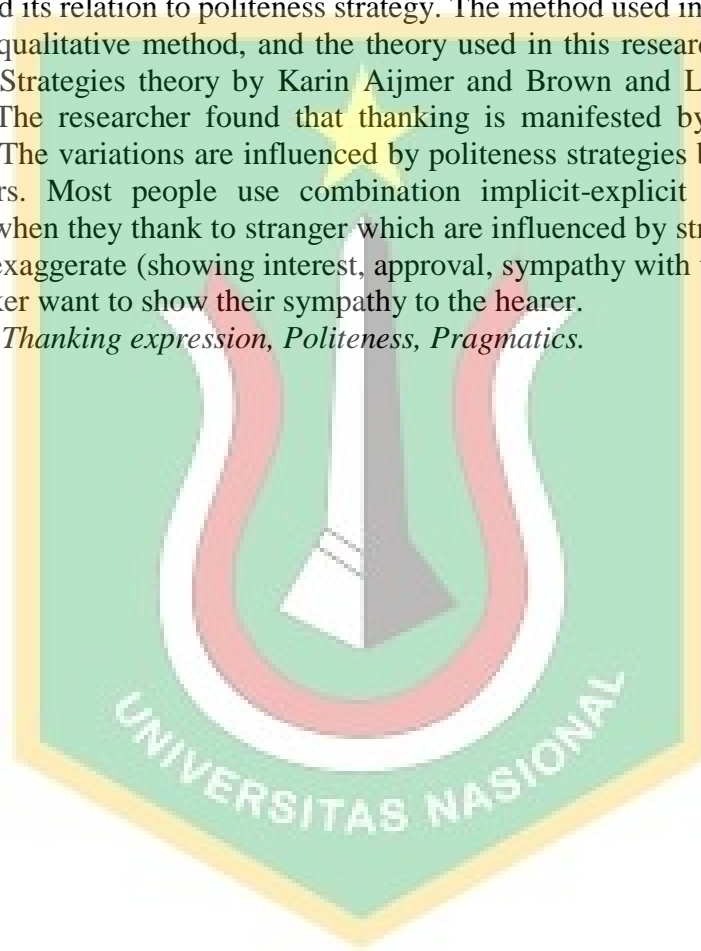 d its relation to politeness strategy. The method used in
qualitative method, and the theory used in this resear
Strategies theory by Karin Aijmer and Brown and L
The researcher found that thanking is manifested by
The variations are influenced by politeness strategies b
rs. Most people use combination implicit-explicit
when they thank to stranger which are influenced by str
exaggerate (showing interest, approval, sympathy with
ker want to show their sympathy to the hearer.
Thanking expression, Politeness, Pragmatics.
UNIVERSITAS NASIONAL